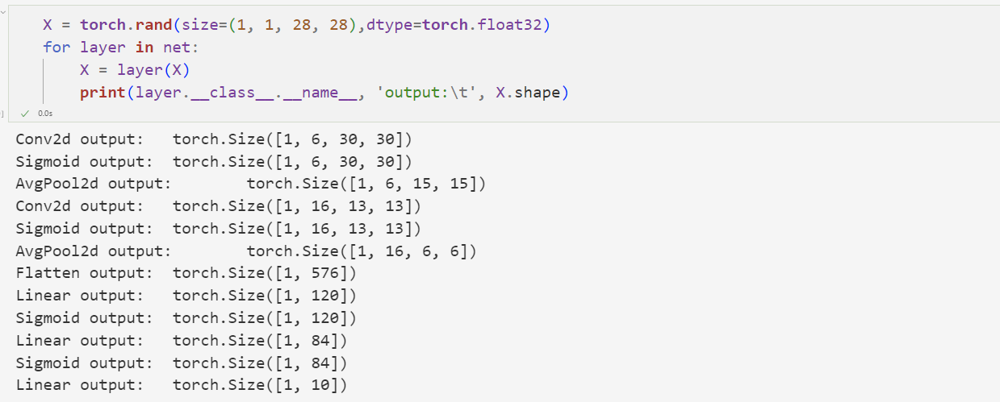 X = torch.rand(size=(1, 1, 28, 28),dtype=torch.float32)
for layer in net:
    X = layer(X)
    print(layer.__class__.__name__, 'output:\t', X.shape)
0.0s
Conv2d output:	 torch.Size([1, 6, 30, 30])
Sigmoid output:	 torch.Size([1, 6, 30, 30])
AvgPool2d output:	 torch.Size([1, 6, 15, 15])
Conv2d output:	 torch.Size([1, 16, 13, 13])
Sigmoid output:	 torch.Size([1, 16, 13, 13])
AvgPool2d output:	 torch.Size([1, 16, 6, 6])
Flatten output:	 torch.Size([1, 576])
Linear output:	 torch.Size([1, 120])
Sigmoid output:	 torch.Size([1, 120])
Linear output:	 torch.Size([1, 84])
Sigmoid output:	 torch.Size([1, 84])
Linear output:	 torch.Size([1, 10])